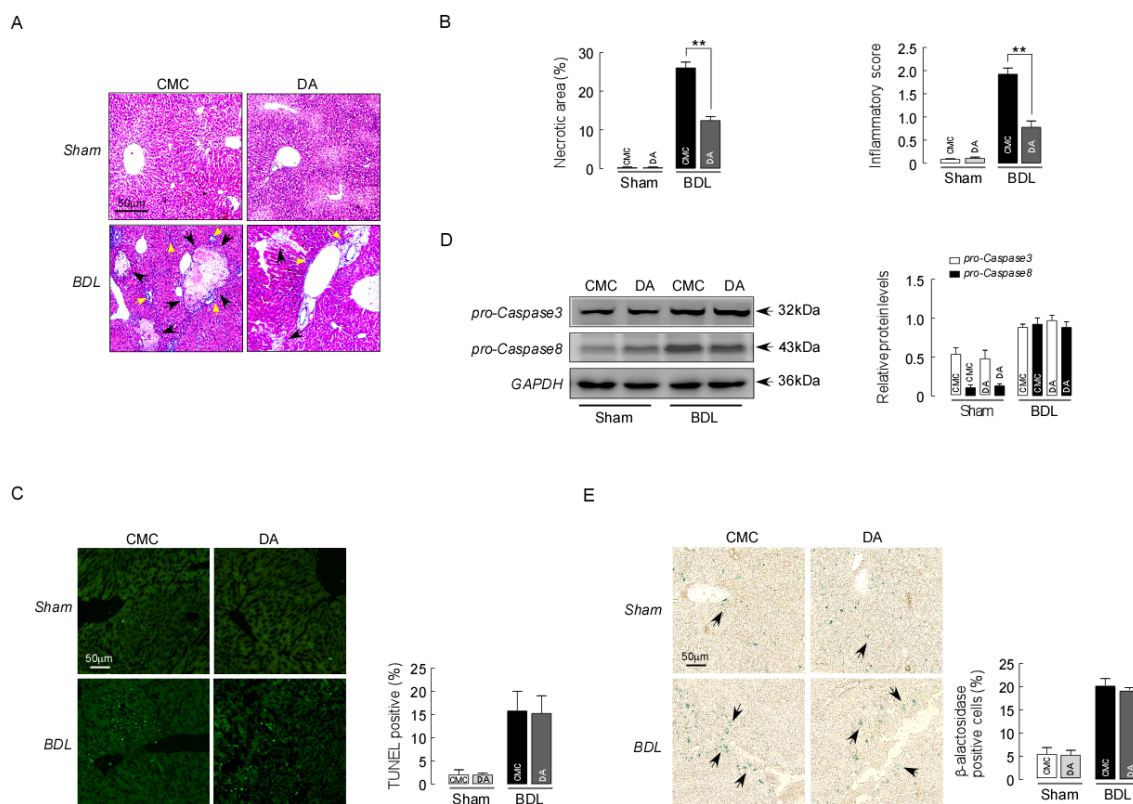 A
CMC DA
Sham
50μm
BDL
B
Necrotic area (%)
30
20
10
0
CMC DA CMC DA
Sham BDL
**
Inflammatory score
2.5
2.0
1.5
1.0
0.5
0
CMC DA CMC DA
Sham BDL
**
D
CMC DA CMC DA
pro-Caspase3 32kDa
pro-Caspase8 43kDa
GAPDH 36kDa
Sham BDL
pro-Caspase3
pro-Caspase8
Relative protein levels
1.5
1.0
0.5
0
CMC CMC DA DA CMC CMC DA DA
Sham BDL
C
CMC DA
Sham
50μm
BDL
TUNEL positive (%)
25
20
15
10
5
0
CMC DA CMC DA
Sham BDL
E
CMC DA
Sham
50μm
BDL
β-alactosidase
positive cells (%)
25
20
15
10
5
0
CMC DA CMC DA
Sham BDL